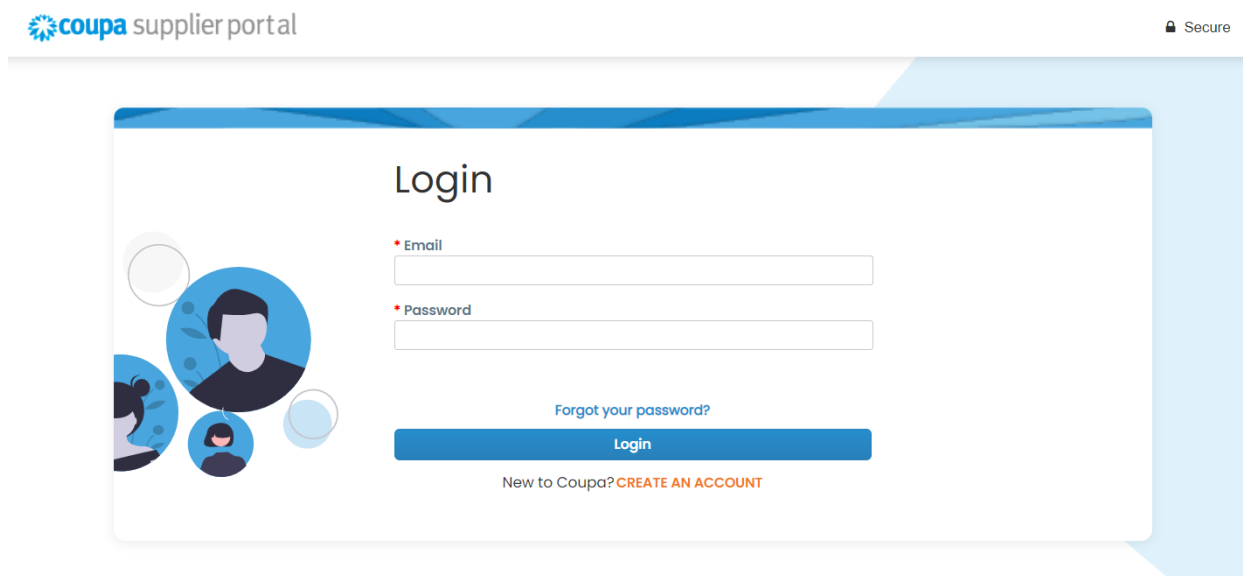 coupa supplier portal
Secure
Login
* Email
* Password
Forgot your password?
Login
New to Coupa? CREATE AN ACCOUNT